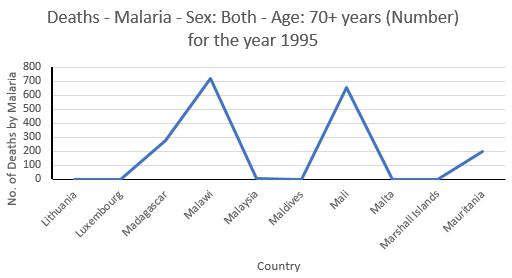 Deaths - Malaria - Sex: Both - Age: 70+ years (Number)
for the year 1995
No. of Deaths by Malaria
800
700
600
500
400
300
200
100
0
Lithuania
Luxembourg
Madagascar
Malawi
Malaysia
Maldives
Mali
Malta
Marshall Islands
Mauritania
Country